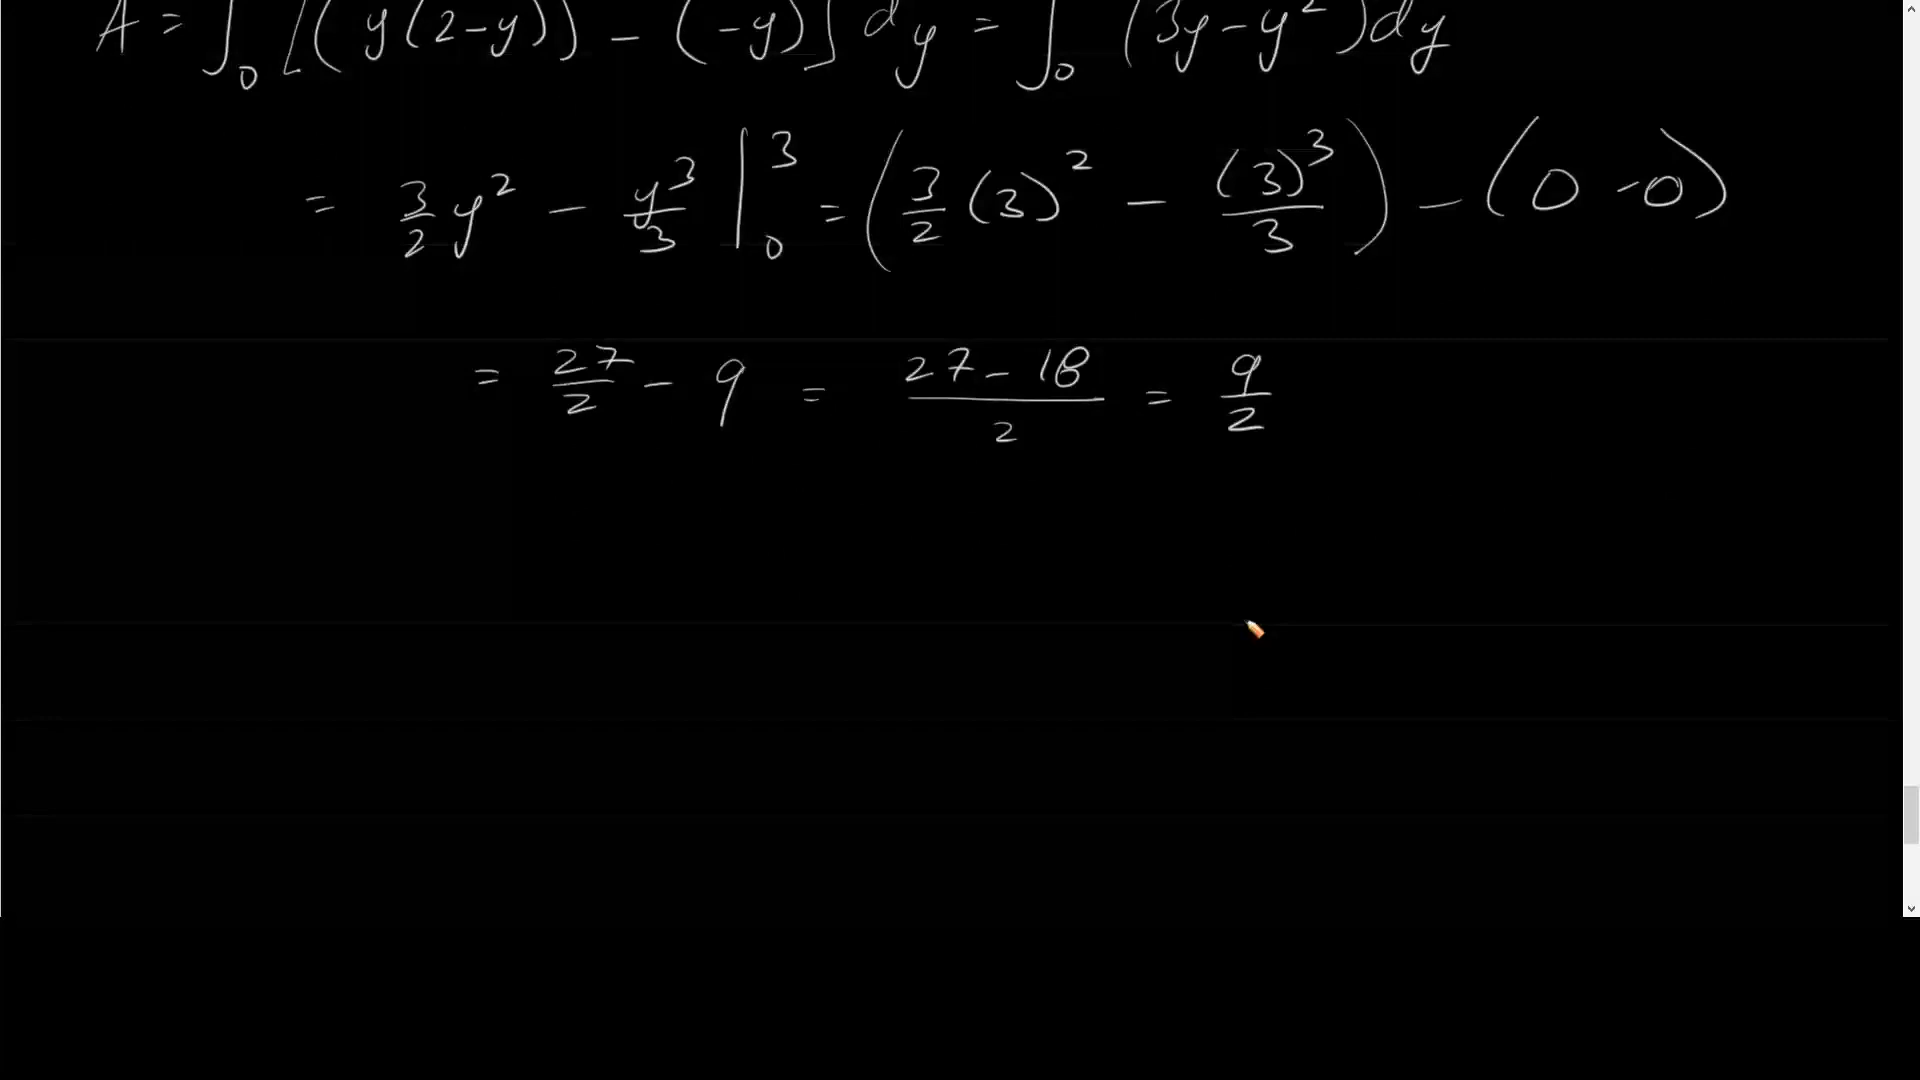 A = ∫₀ [(y(2-y)) - (-y)] dy = ∫₀ (3y-y²)dy
= 3/2 y² - y³/3 |₀³ = (3/2 (3)² - (3)³/3) - (0-0)
= 27/2 - 9 = (27-18)/2 = 9/2